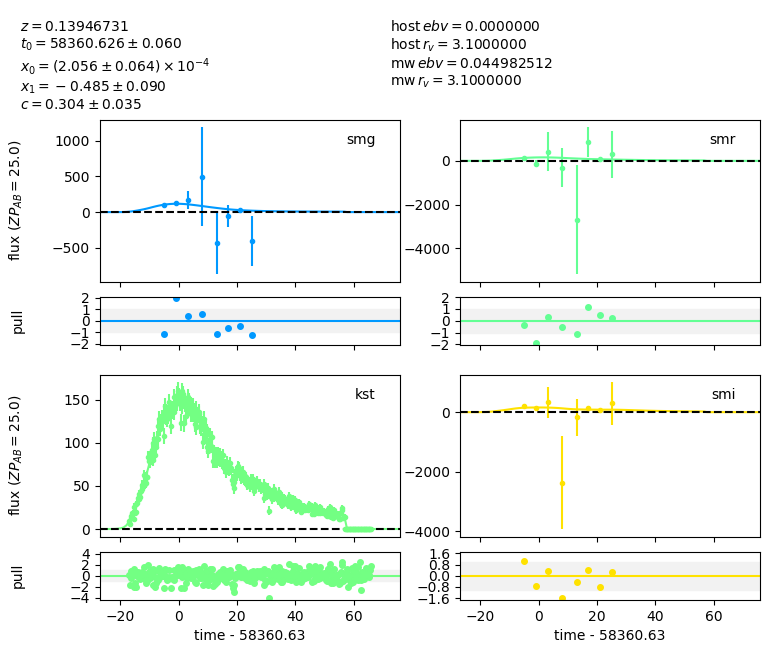 z = 0.13946731
t₀ = 58360.626 ± 0.060
x₀ = (2.056 ± 0.064) × 10⁻⁴
x₁ = −0.485 ± 0.090
c = 0.304 ± 0.035
host ebv = 0.0000000
host r_v = 3.1000000
mw ebv = 0.044982512
mw r_v = 3.1000000
flux (ZP_AB = 25.0)
1000
500
0
−500
smg
0
−2000
−4000
smr
pull
2
1
0
−1
−2
2
1
0
−1
−2
flux (ZP_AB = 25.0)
150
100
50
0
kst
0
−2000
−4000
smi
pull
4
2
0
−2
−4
−20 0 20 40 60
time - 58360.63
1.6
0.8
0.0
−0.8
−1.6
−20 0 20 40 60
time - 58360.63